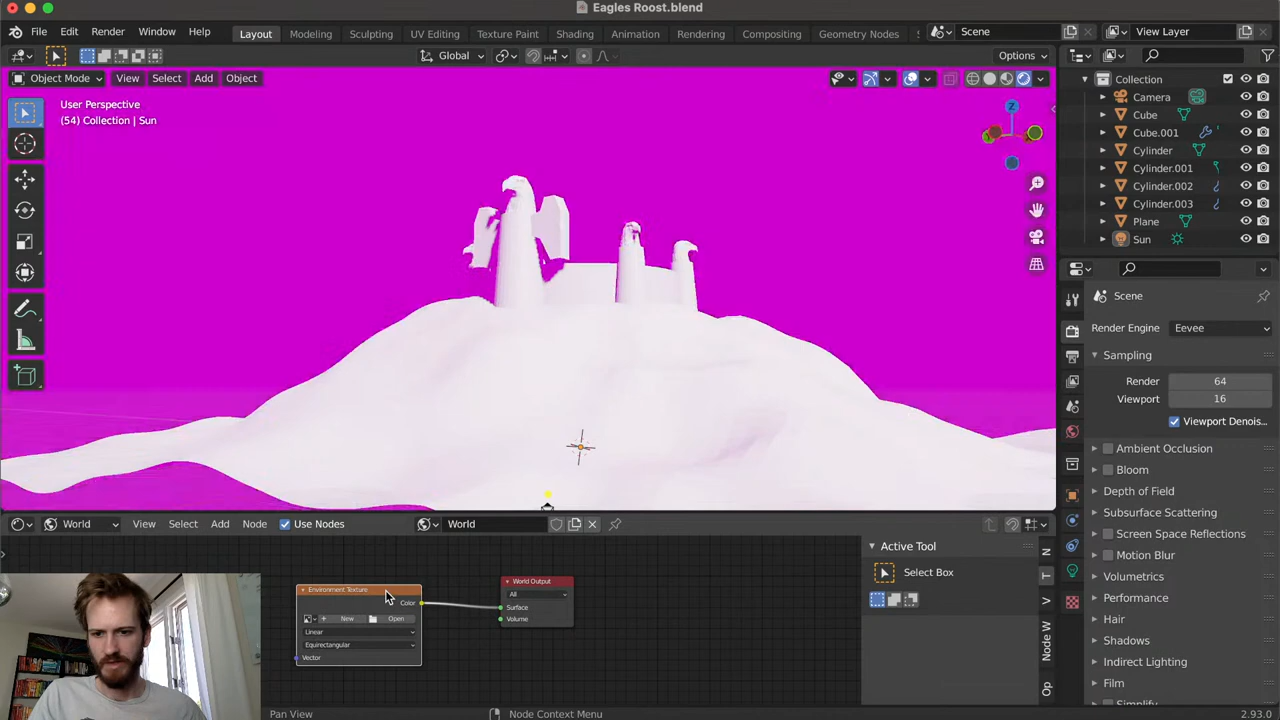 Eagles Roost.blend
File Edit Render Window Help Layout Modeling Sculpting UV Editing Texture Paint Shading Animation Rendering Compositing Geometry Nodes Scene View Layer
Global Options
Object Mode View Select Add Object
User Perspective
(54) Collection | Sun
Z
Collection
Camera
Cube
Cube.001
Cylinder
Cylinder.001
Cylinder.002
Cylinder.003
Plane
Sun
Scene
Render Engine Eevee
Sampling
Render 64
Viewport 16
Viewport Denois...
Ambient Occlusion
Bloom
Depth of Field
Subsurface Scattering
Screen Space Reflections
Motion Blur
Volumetrics
Performance
Hair
Shadows
Indirect Lighting
Film
Simplify
World View Select Add Node Use Nodes World
Environment Texture
Color
New Open
Linear
Equirectangular
Vector
World Output
All
Surface
Volume
Active Tool
Select Box
N
T
V
Node W
Op
Pan View Node Context Menu 2.93.0